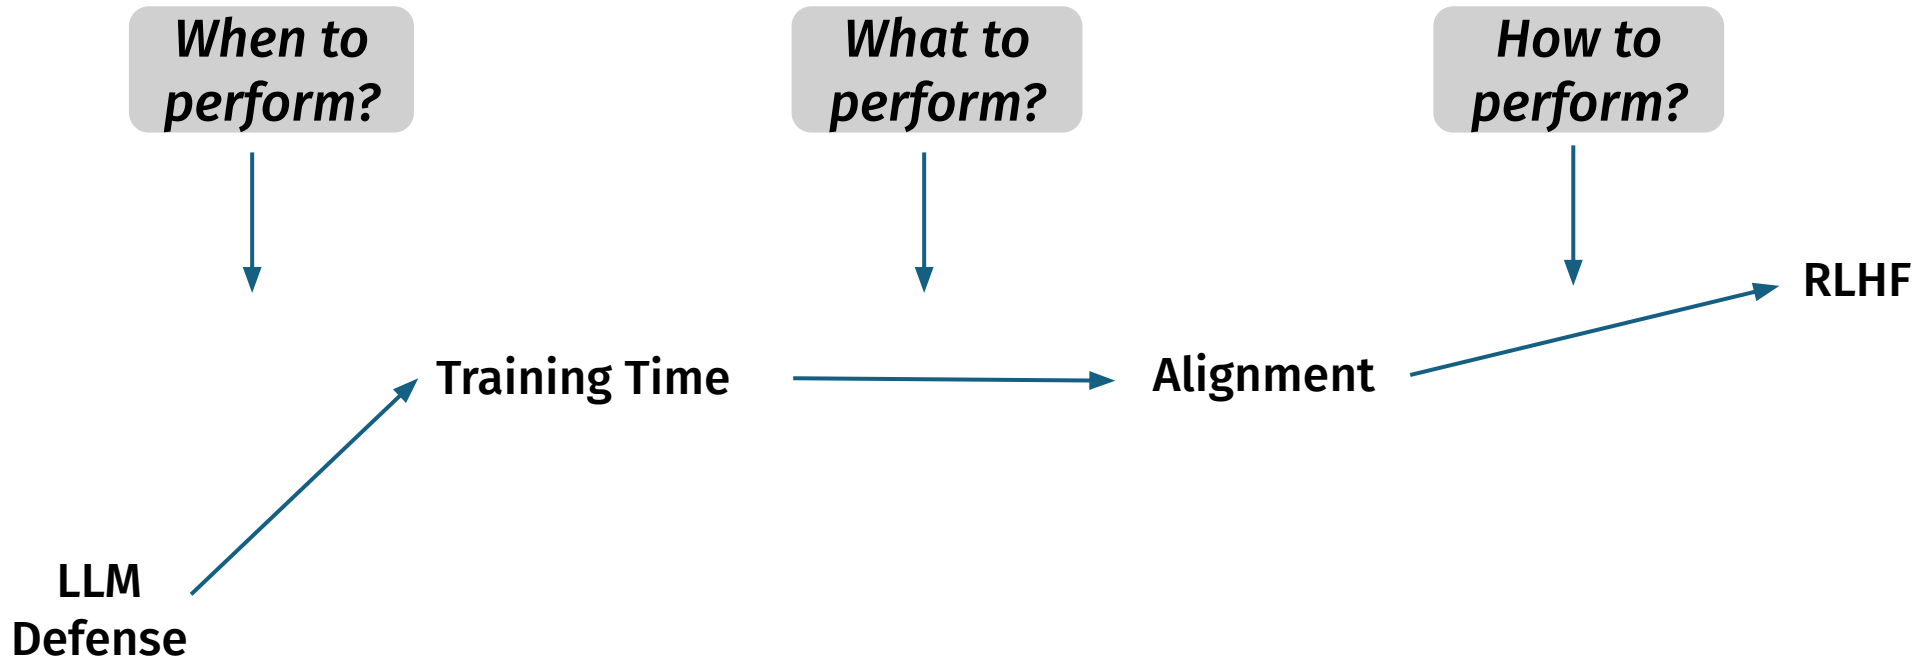 When to
perform?
What to
perform?
How to
perform?
RLHF
Training Time
Alignment
LLM
Defense